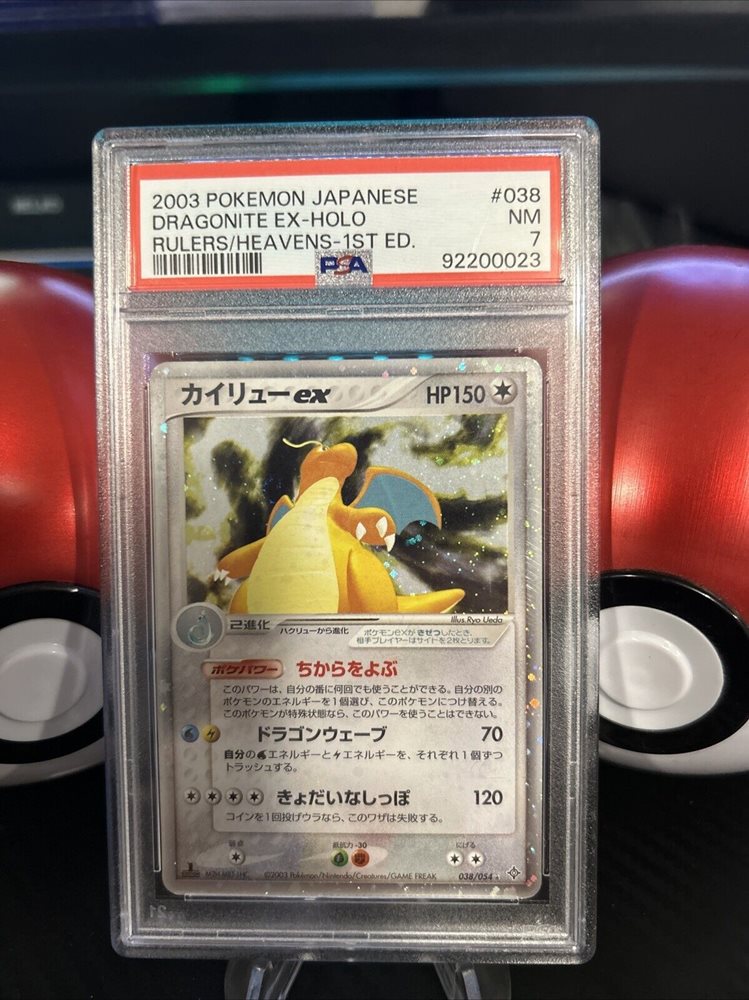 2003 POKEMON JAPANESE #038
DRAGONITE EX-HOLO NM
RULERS/HEAVENS-1ST ED. 7
PSA 92200023
カイリューex HP150
Illus. Ryo Ueda
2進化
ハクリューから進化
ポケモンexがきぜつしたとき、
相手プレイヤーはサイドを2枚とります。
ポケパワー ちからをよぶ
このパワーは、自分の番に何回でも使うことができる。自分の別の
ポケモンのエネルギーを1個選び、このポケモンにつけ替える。
このポケモンが特殊状態なら、このパワーを使うことはできない。
ドラゴンウェーブ 70
自分のエネルギーとエネルギーを、それぞれ1個ずつ
トラッシュする。
きょだいなしっぽ 120
コインを1回投げウラなら、このワザは失敗する。
弱点 抵抗力 -30 にげる
©2003 Pokémon/Nintendo/Creatures/GAME FREAK 038/054